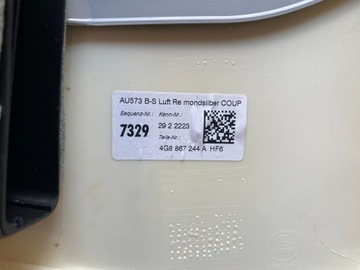 AU573 B-S Luft Re mondsilber COUP
Sequenz-Nr.: Kenn-Nr.:
7329 29 2 2223
Teile-Nr.:
4G8 867 244 A HF6